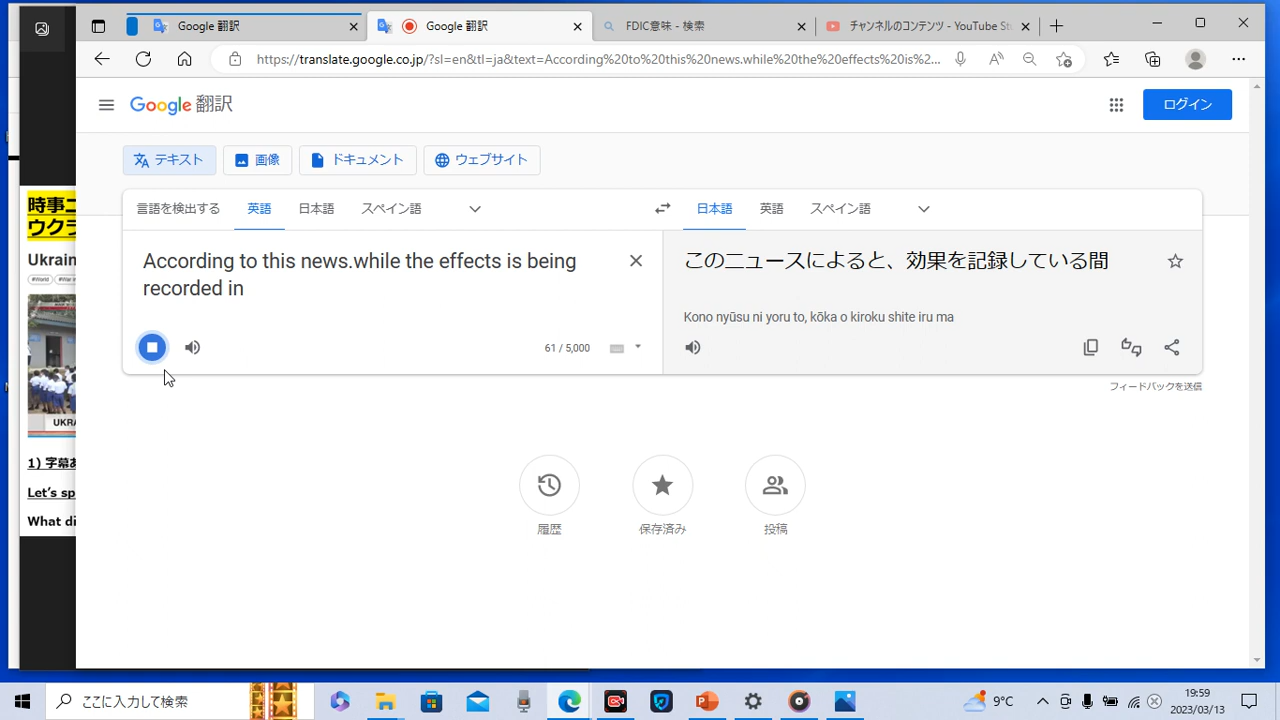 Google 翻訳
Google 翻訳
FDIC意味 - 検索
チャンネルのコンテンツ - YouTube St
https://translate.google.co.jp/?sl=en&tl=ja&text=According%20to%20this%20news.while%20the%20effects%20is%2...
Google 翻訳
ログイン
テキスト
画像
ドキュメント
ウェブサイト
言語を検出する
英語
日本語
スペイン語
日本語
英語
スペイン語
According to this news.while the effects is being
recorded in
61 / 5,000
このニュースによると、効果を記録している間
Kono nyūsu ni yoru to, kōka o kiroku shite iru ma
フィードバックを送信
履歴
保存済み
投稿
時事ニ
ウクラ
Ukrain
#World
UKRA
1) 字幕あ
Let's sp
What di
ここに入力して検索
9°C
19:59
2023/03/13